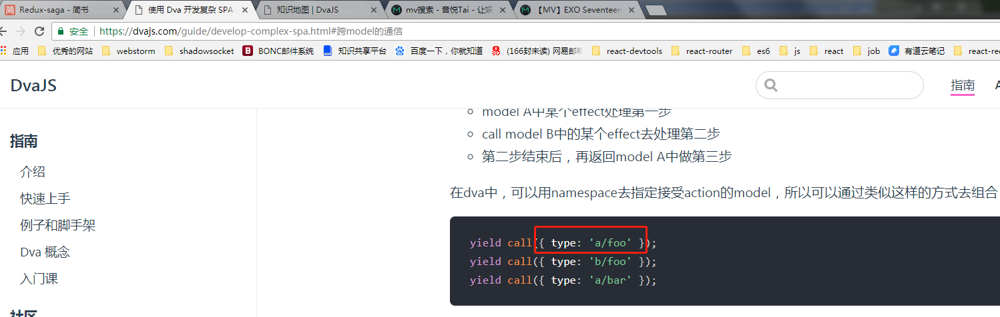 简 Redux-saga - 简书
使用 Dva 开发复杂 SPA
知识地图 | DvaJS
mv搜索 - 音悦Tai - 让娱
【MV】EXO Seventeen
安全 https://dvajs.com/guide/develop-complex-spa.html#跨model的通信
应用 优秀的网站 webstorm shadowsocket BONC邮件系统 知识共享平台 百度一下,你就知道 (166封未读) 网易邮箱 react-devtools react-router es6 js react job 有道云笔记 react-rec
DvaJS
指南 A
指南
介绍
快速上手
例子和脚手架
Dva 概念
入门课
社区
model A中某个effect处理第一步
call model B中的某个effect去处理第二步
第二步结束后,再返回model A中做第三步
在dva中,可以用namespace去指定接受action的model,所以可以通过类似这样的方式去组合
yield call({ type: 'a/foo' });
yield call({ type: 'b/foo' });
yield call({ type: 'a/bar' });